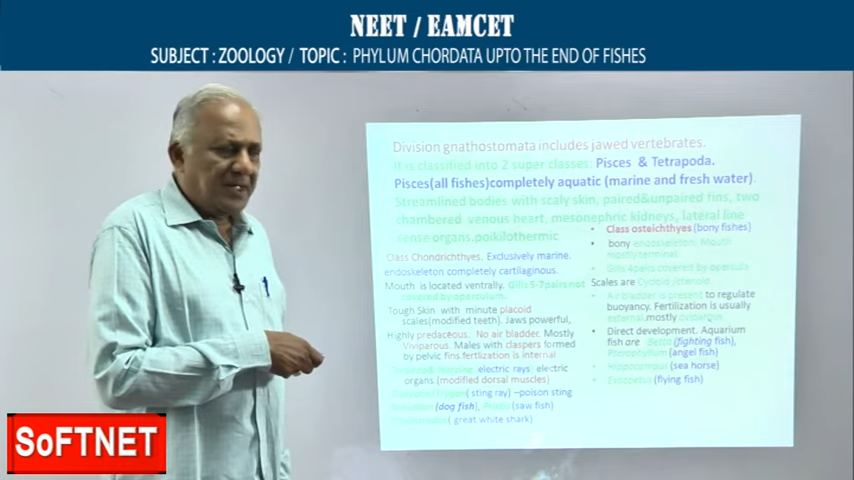 NEET / EAMCET
SUBJECT : ZOOLOGY / TOPIC : PHYLUM CHORDATA UPTO THE END OF FISHES
Division gnathostomata includes jawed vertebrates.
It is classified into 2 super classes: Pisces & Tetrapoda.
Pisces(all fishes)completely aquatic (marine and fresh water)
Streamlined bodies with scaly skin, paired&unpaired fins, two
chambered venous heart, mesonephric kidneys, lateral line
sense organs.poikilothermic
Class Chondrichthyes. Exclusively marine.
endoskeleton completely cartilaginous.
Mouth is located ventrally. Gills 5-7pairs not
covered by operculum.
Tough Skin with minute placoid
scales(modified teeth). Jaws powerful,
Highly predaceous. No air bladder. Mostly
Viviparous. Males with claspers formed
by pelvic fins.fertlization is internal
electric rays electric
organs (modified dorsal muscles)
( sting ray) –poison sting
(dog fish), (saw fish)
( great white shark)
• Class osteichthyes (bony fishes)
• bony endoskeleton. Mouth
mostly terminal.
• Gills 4pairs covered by opercula
Scales are Cycloid /ctenoid
• Air bladder is present to regulate
buoyancy. Fertilization is usually
external.mostly oviparous
• Direct development. Aquarium
fish are Betta (fighting fish),
Pterophyllum (angel fish)
• Hippocampus (sea horse)
• Exocoetus (flying fish)
SoFTNET